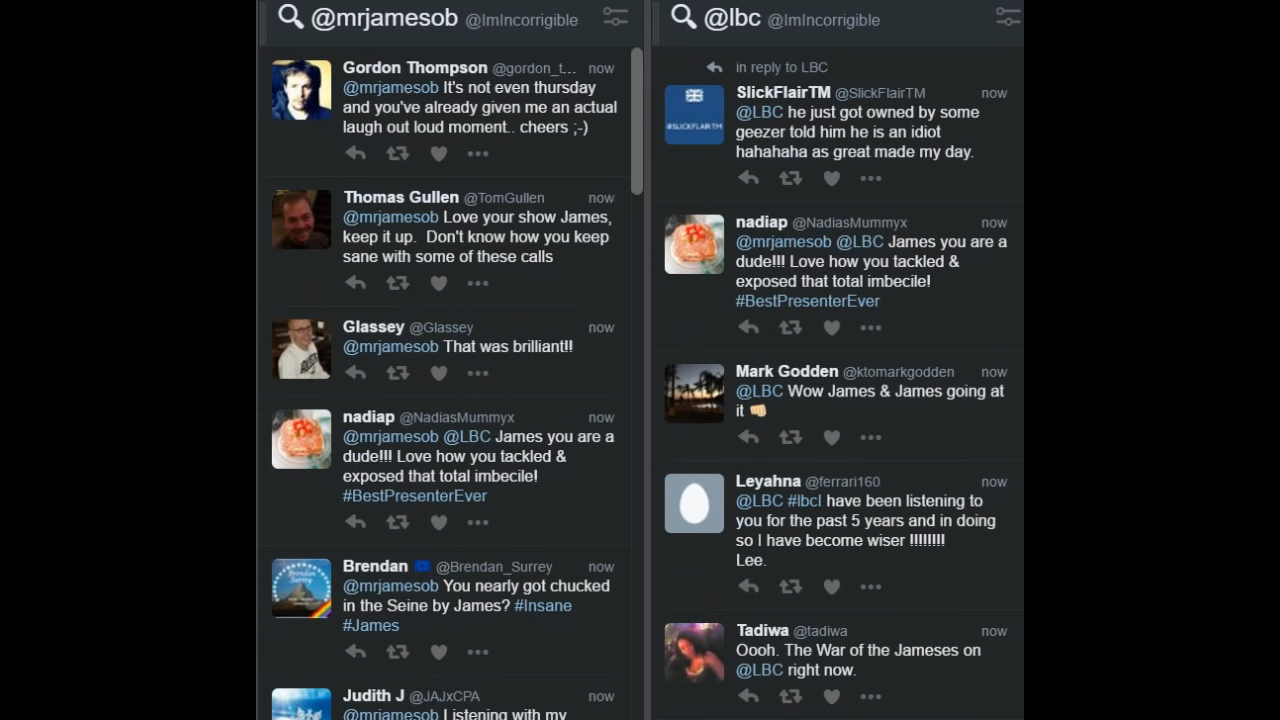 @mrjamesob @ImIncorrigible
Gordon Thompson @gordon_t... now
@mrjamesob It's not even thursday
and you've already given me an actual
laugh out loud moment.. cheers ;-)
Thomas Gullen @TomGullen now
@mrjamesob Love your show James,
keep it up.  Don't know how you keep
sane with some of these calls
Glassey @Glassey now
@mrjamesob That was brilliant!!
nadiap @NadiasMummyx now
@mrjamesob @LBC James you are a
dude!!! Love how you tackled &
exposed that total imbecile!
#BestPresenterEver
Brendan 🇪🇺 @Brendan_Surrey now
@mrjamesob You nearly got chucked
in the Seine by James? #Insane
#James
Judith J @JAJxCPA now
@mrjamesob Listening with my
@lbc @ImIncorrigible
in reply to LBC
SlickFlairTM @SlickFlairTM now
@SLICKFLAIRTM
@LBC he just got owned by some
geezer told him he is an idiot
hahahaha as great made my day.
nadiap @NadiasMummyx now
@mrjamesob @LBC James you are a
dude!!! Love how you tackled &
exposed that total imbecile!
#BestPresenterEver
Mark Godden @ktomarkgodden now
@LBC Wow James & James going at
it 👊🏼
Leyahna @ferrari160 now
@LBC #lbcI have been listening to
you for the past 5 years and in doing
so I have become wiser !!!!!!!!
Lee.
Tadiwa @tadiwa now
Oooh. The War of the Jameses on
@LBC right now.